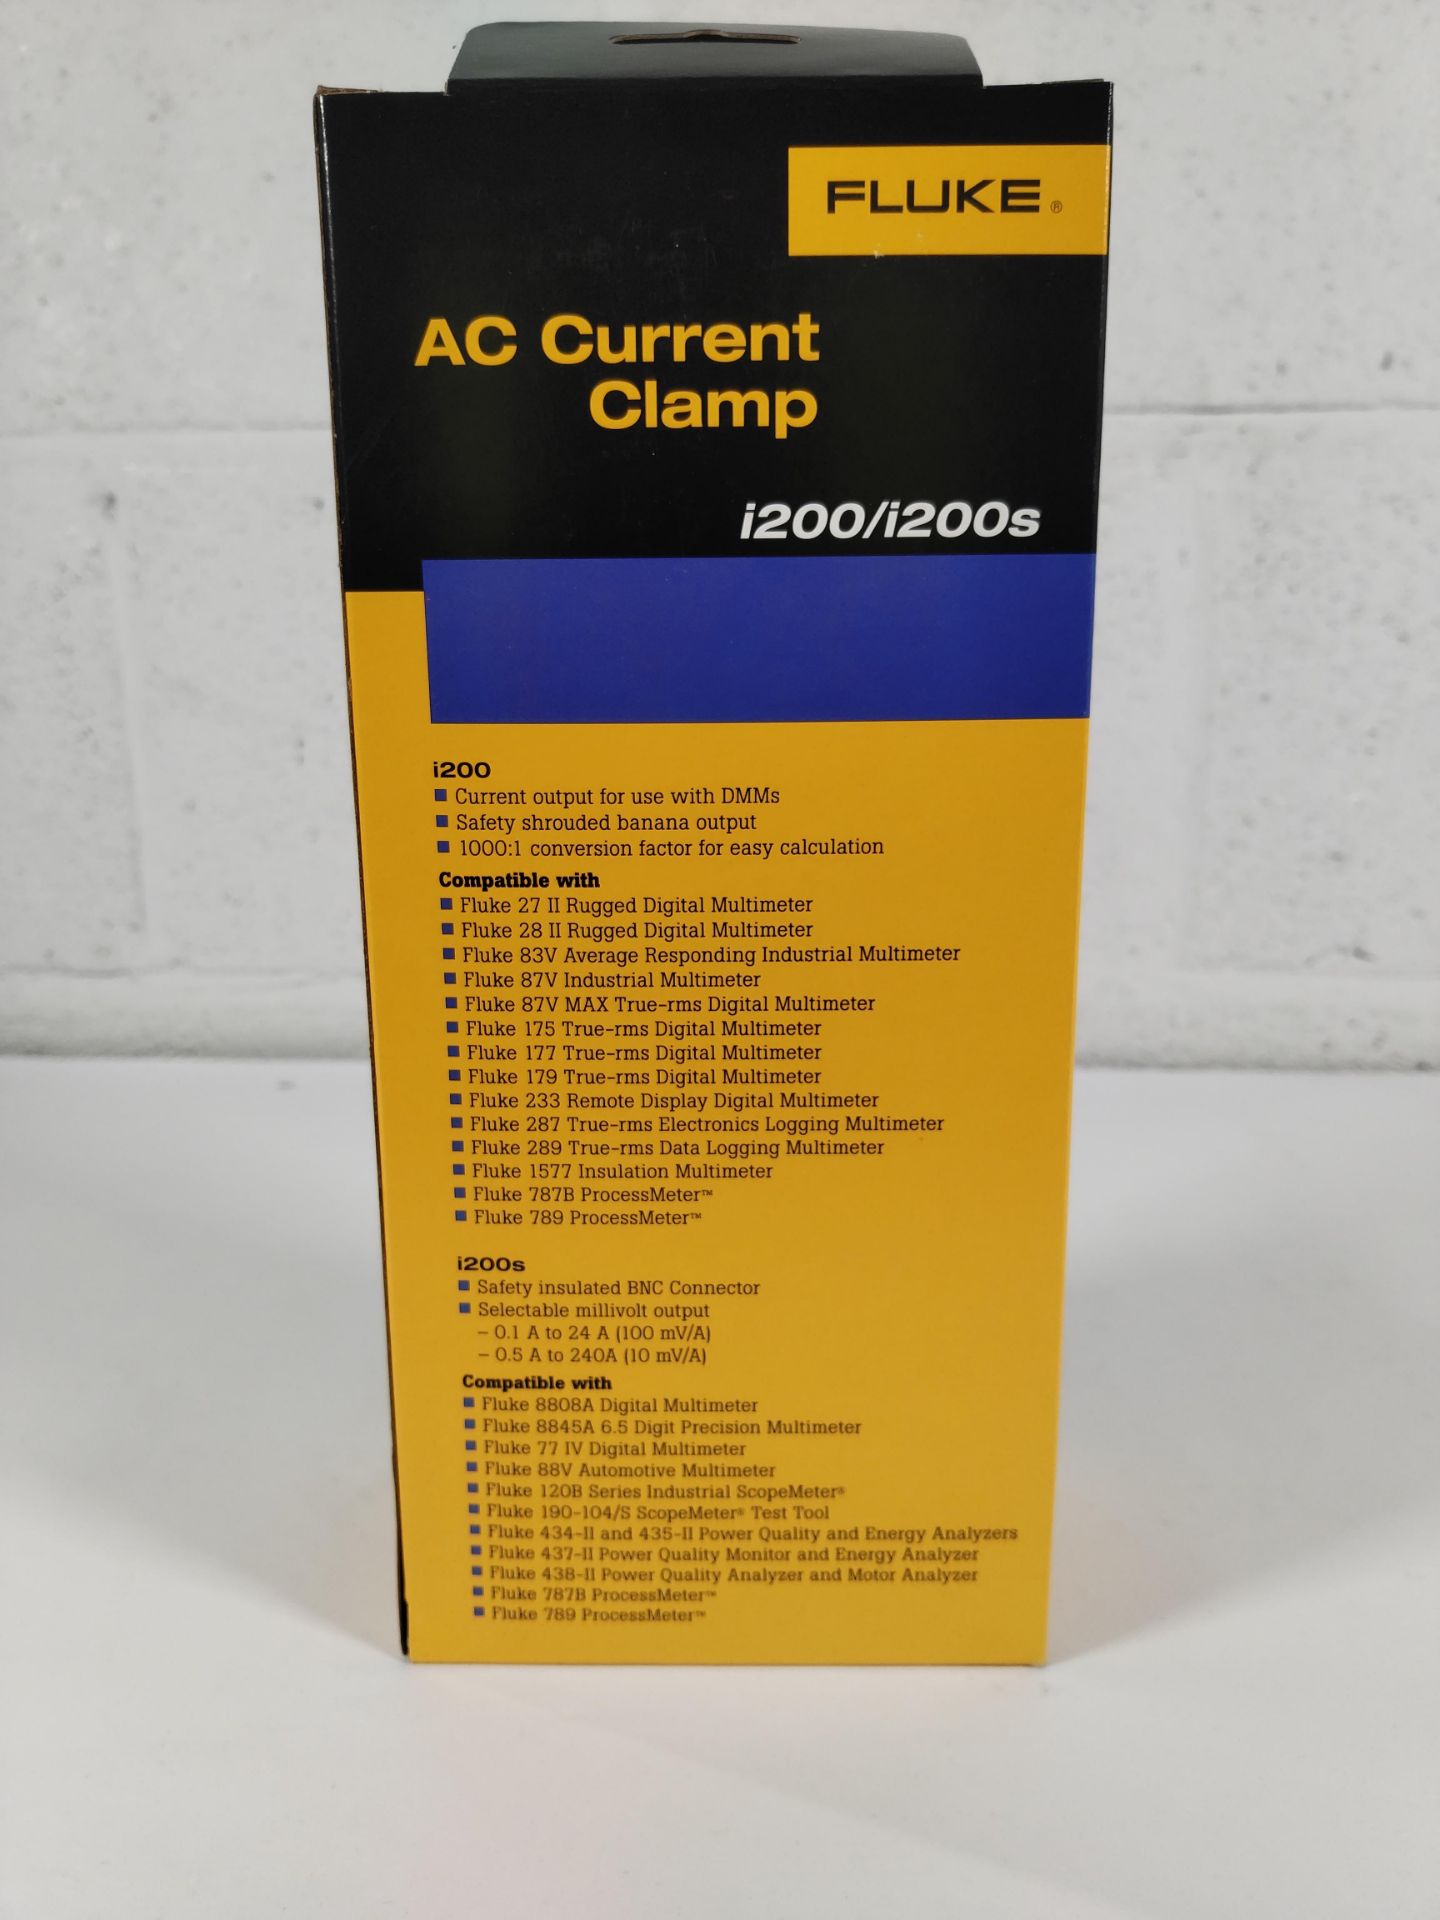 FLUKE®
AC Current
Clamp
i200/i200s
i200
■ Current output for use with DMMs
■ Safety shrouded banana output
■ 1000:1 conversion factor for easy calculation
Compatible with
■ Fluke 27 II Rugged Digital Multimeter
■ Fluke 28 II Rugged Digital Multimeter
■ Fluke 83V Average Responding Industrial Multimeter
■ Fluke 87V Industrial Multimeter
■ Fluke 87V MAX True-rms Digital Multimeter
■ Fluke 175 True-rms Digital Multimeter
■ Fluke 177 True-rms Digital Multimeter
■ Fluke 179 True-rms Digital Multimeter
■ Fluke 233 Remote Display Digital Multimeter
■ Fluke 287 True-rms Electronics Logging Multimeter
■ Fluke 289 True-rms Data Logging Multimeter
■ Fluke 1577 Insulation Multimeter
■ Fluke 787B ProcessMeter™
■ Fluke 789 ProcessMeter™
i200s
■ Safety insulated BNC Connector
■ Selectable millivolt output
– 0.1 A to 24 A (100 mV/A)
– 0.5 A to 240A (10 mV/A)
Compatible with
■ Fluke 8808A Digital Multimeter
■ Fluke 8845A 6.5 Digit Precision Multimeter
■ Fluke 77 IV Digital Multimeter
■ Fluke 88V Automotive Multimeter
■ Fluke 120B Series Industrial ScopeMeter®
■ Fluke 190-104/S ScopeMeter® Test Tool
■ Fluke 434-II and 435-II Power Quality and Energy Analyzers
■ Fluke 437-II Power Quality Monitor and Energy Analyzer
■ Fluke 438-II Power Quality Analyzer and Motor Analyzer
■ Fluke 787B ProcessMeter™
■ Fluke 789 ProcessMeter™